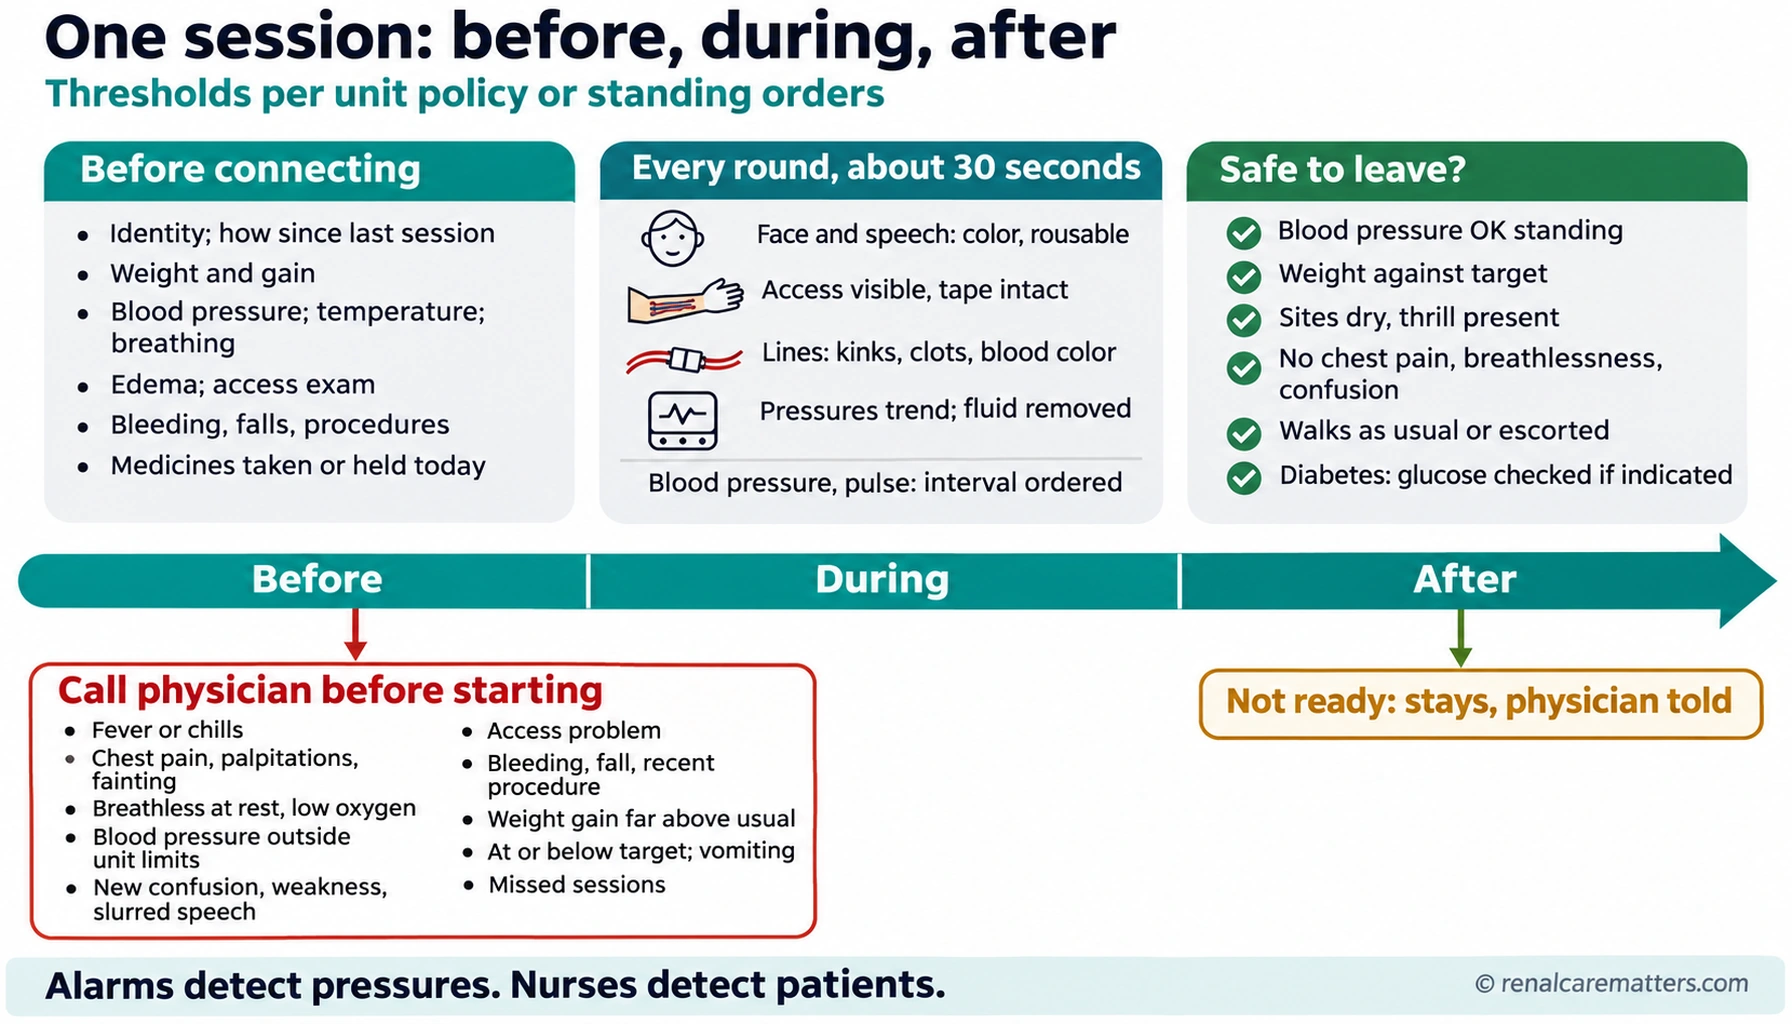 One session: before, during, after
Thresholds per unit policy or standing orders
Before connecting
• Identity; how since last session
• Weight and gain
• Blood pressure; temperature;
breathing
• Edema; access exam
• Bleeding, falls, procedures
• Medicines taken or held today
Every round, about 30 seconds
Face and speech: color, rousable
Access visible, tape intact
Lines: kinks, clots, blood color
Pressures trend; fluid removed
Blood pressure, pulse: interval ordered
Safe to leave?
Blood pressure OK standing
Weight against target
Sites dry, thrill present
No chest pain, breathlessness,
confusion
Walks as usual or escorted
Diabetes: glucose checked if indicated
Before
During
After
Call physician before starting
• Fever or chills
• Chest pain, palpitations,
fainting
• Breathless at rest, low oxygen
• Blood pressure outside
unit limits
• New confusion, weakness,
slurred speech
• Access problem
• Bleeding, fall, recent
procedure
• Weight gain far above usual
• At or below target; vomiting
• Missed sessions
Not ready: stays, physician told
Alarms detect pressures. Nurses detect patients.
© renalcarematters.com